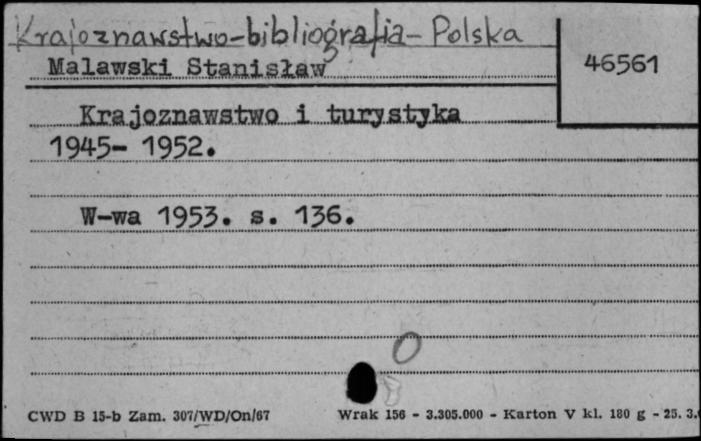 Krajoznawstwo-bibliografia-Polska
Malawski Stanisław
46561
Krajoznawstwo i turystyka
1945- 1952.
W-wa 1953. s. 136.
0
CWD B 15-b Zam. 307/WD/On/67
Wrak 156 - 3.305.000 - Karton V kl. 180 g - 25. 3.